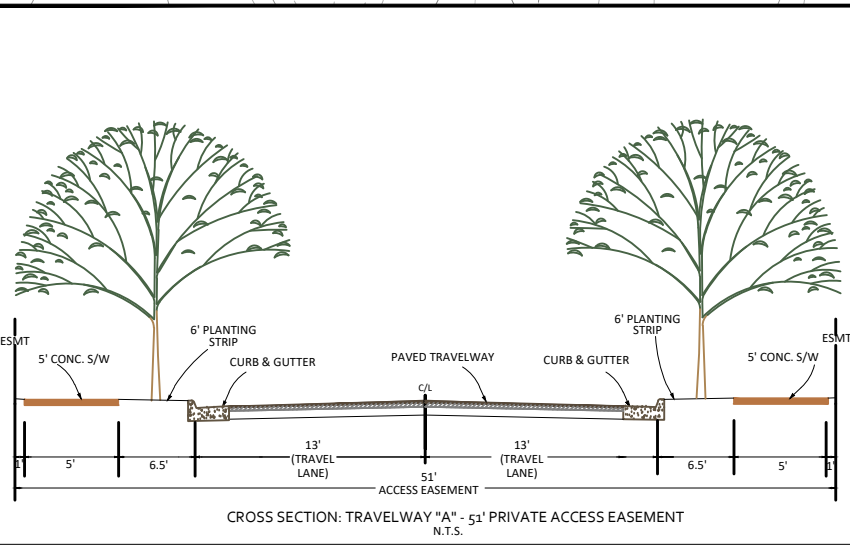 6' PLANTING
STRIP
6' PLANTING
STRIP
ESMT
ESMT
5' CONC. S/W
CURB & GUTTER
PAVED TRAVELWAY
CURB & GUTTER
5' CONC. S/W
C/L
1'
5'
6.5'
13'
(TRAVEL
LANE)
13'
(TRAVEL
LANE)
6.5'
5'
1'
51'
ACCESS EASEMENT
CROSS SECTION: TRAVELWAY "A" - 51' PRIVATE ACCESS EASEMENT
N.T.S.